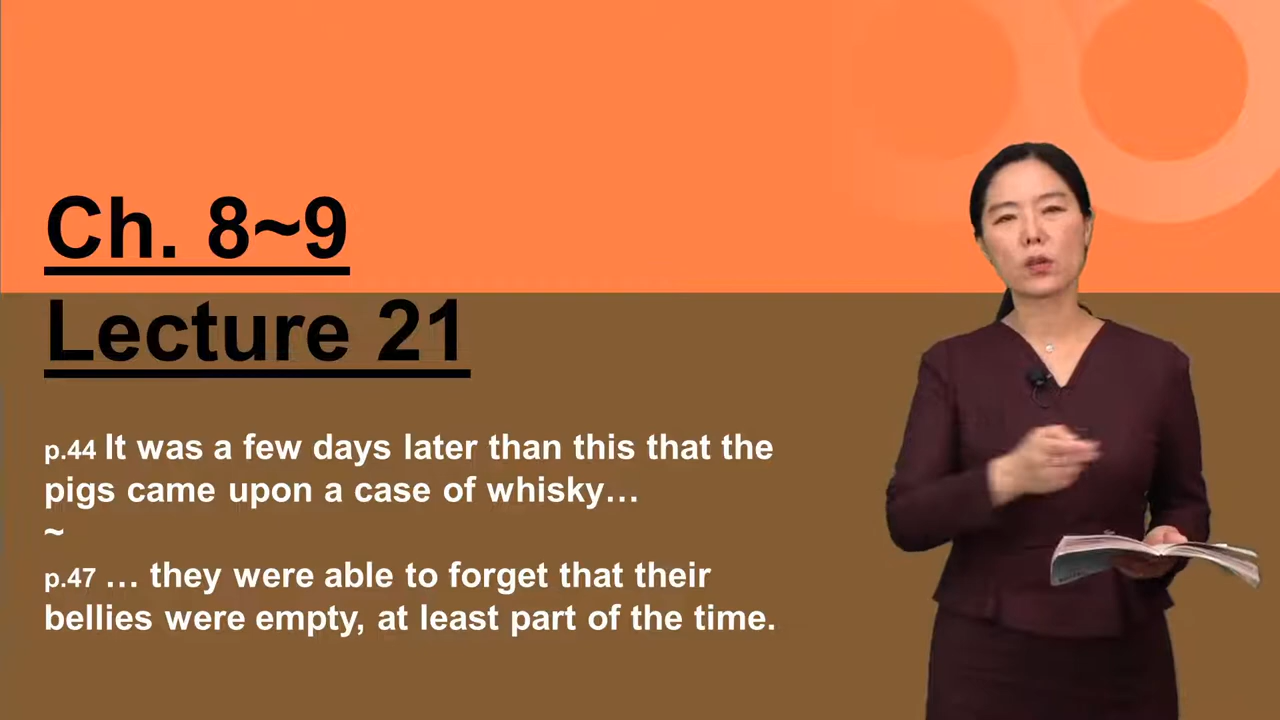 Ch. 8~9
Lecture 21
p.44 It was a few days later than this that the
pigs came upon a case of whisky…
~
p.47 … they were able to forget that their
bellies were empty, at least part of the time.